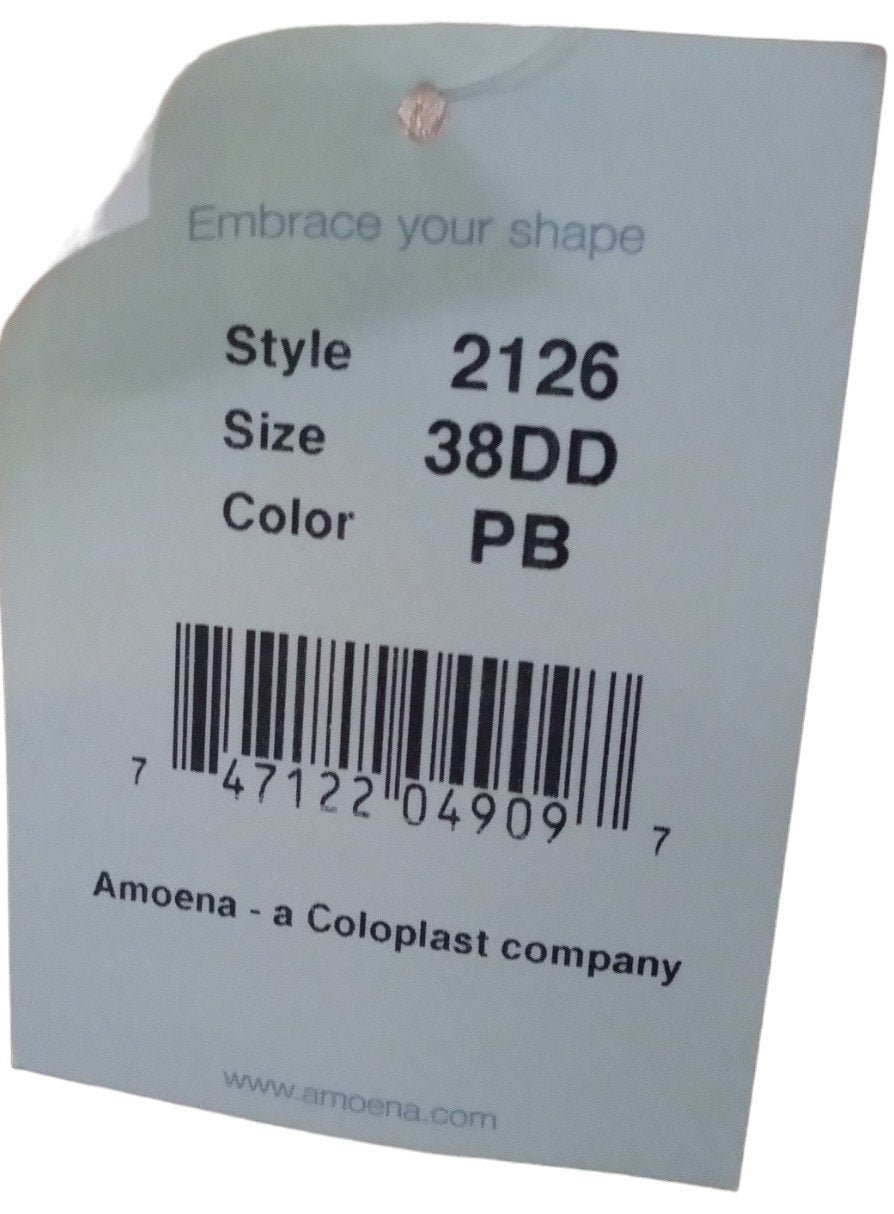 Embrace your shape
Style 2126
Size 38DD
Color PB
7 47122 04909 7
Amoena - a Coloplast company
www.amoena.com